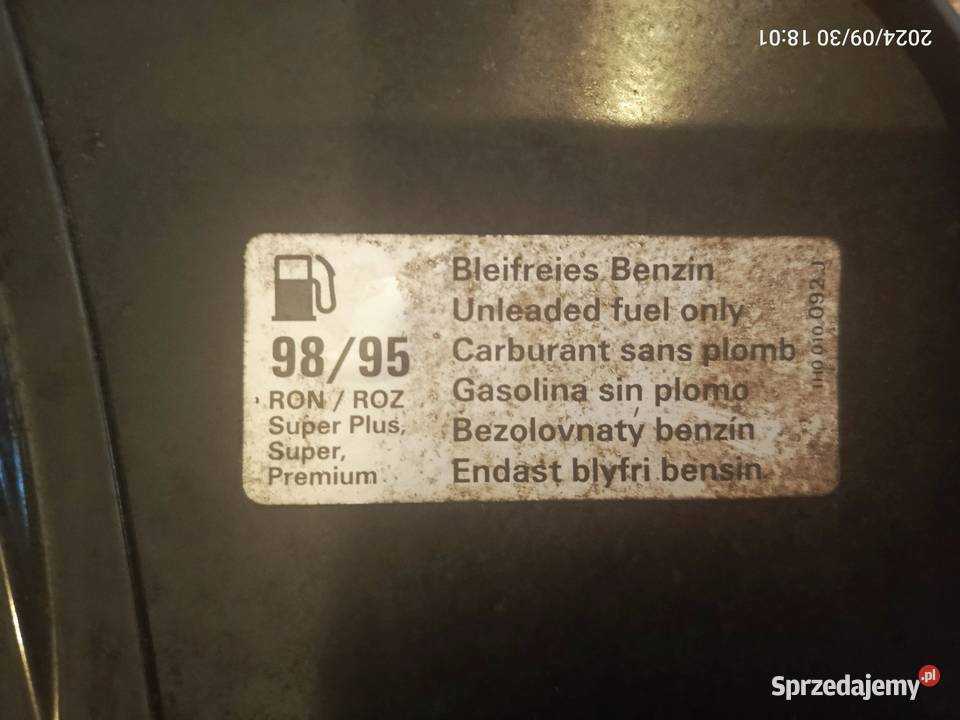 2024/09/30 18:01
98/95
RON / ROZ
Super Plus,
Super,
Premium
Bleifreies Benzin
Unleaded fuel only
Carburant sans plomb
Gasolina sin plomo
Bezolovnatý benzín
Endast blyfri bensin
1H0 010 092 J
Sprzedajemy.pl